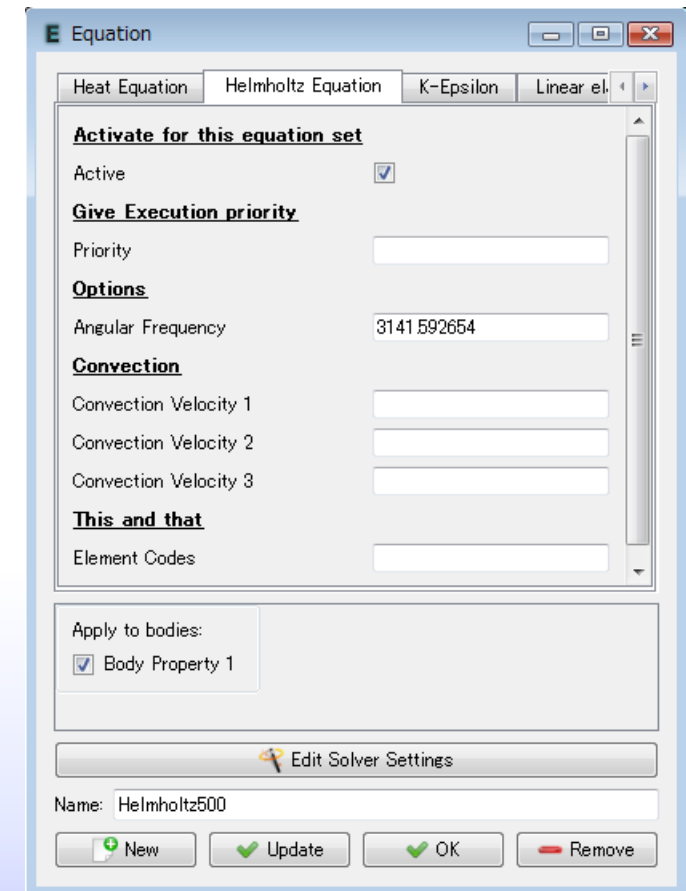 E Equation
Heat Equation Helmholtz Equation K-Epsilon Linear el
Activate for this equation set
Active
Give Execution priority
Priority
Options
Angular Frequency 3141.592654
Convection
Convection Velocity 1
Convection Velocity 2
Convection Velocity 3
This and that
Element Codes
Apply to bodies:
Body Property 1
Edit Solver Settings
Name: Helmholtz500
New Update OK Remove